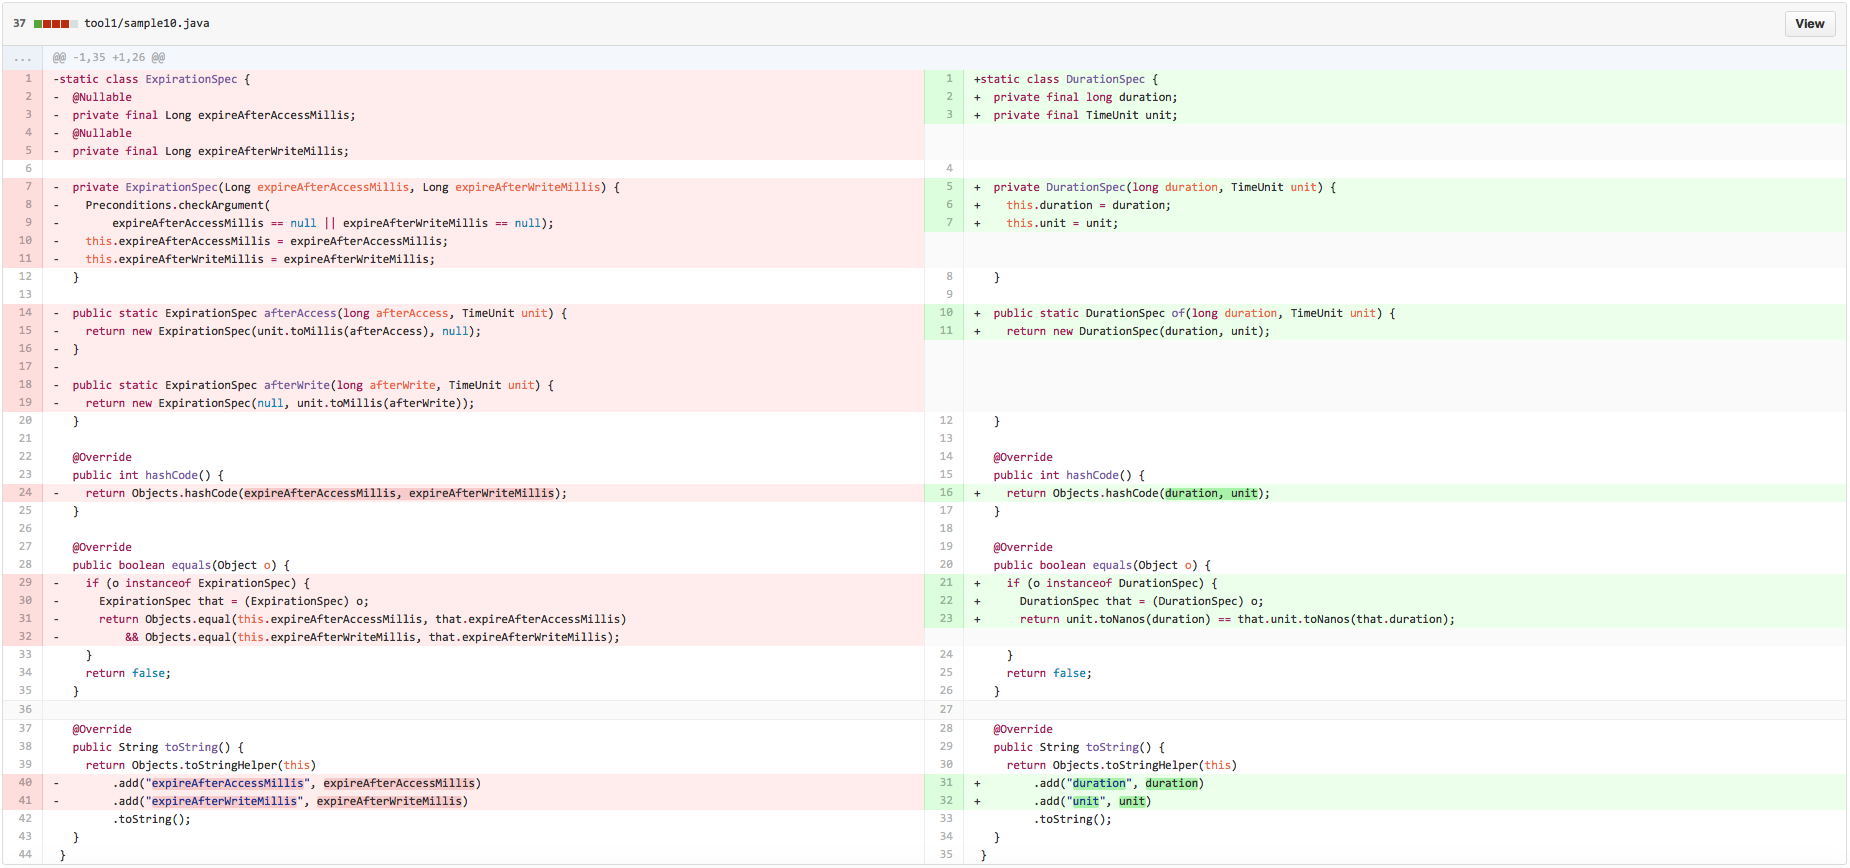 37 tool1/sample10.java View
... @@ -1,35 +1,26 @@
1 -static class ExpirationSpec {
2 -  @Nullable
3 -  private final Long expireAfterAccessMillis;
4 -  @Nullable
5 -  private final Long expireAfterWriteMillis;
6
7 -  private ExpirationSpec(Long expireAfterAccessMillis, Long expireAfterWriteMillis) {
8 -    Preconditions.checkArgument(
9 -        expireAfterAccessMillis == null || expireAfterWriteMillis == null);
10 -    this.expireAfterAccessMillis = expireAfterAccessMillis;
11 -    this.expireAfterWriteMillis = expireAfterWriteMillis;
12   }
13
14 -  public static ExpirationSpec afterAccess(long afterAccess, TimeUnit unit) {
15 -    return new ExpirationSpec(unit.toMillis(afterAccess), null);
16 -  }
17 -
18 -  public static ExpirationSpec afterWrite(long afterWrite, TimeUnit unit) {
19 -    return new ExpirationSpec(null, unit.toMillis(afterWrite));
20   }
21
22   @Override
23   public int hashCode() {
24 -    return Objects.hashCode(expireAfterAccessMillis, expireAfterWriteMillis);
25   }
26
27   @Override
28   public boolean equals(Object o) {
29 -    if (o instanceof ExpirationSpec) {
30 -      ExpirationSpec that = (ExpirationSpec) o;
31 -      return Objects.equal(this.expireAfterAccessMillis, that.expireAfterAccessMillis)
32 -          && Objects.equal(this.expireAfterWriteMillis, that.expireAfterWriteMillis);
33     }
34     return false;
35   }
36
37   @Override
38   public String toString() {
39     return Objects.toStringHelper(this)
40 -        .add("expireAfterAccessMillis", expireAfterAccessMillis)
41 -        .add("expireAfterWriteMillis", expireAfterWriteMillis)
42         .toString();
43   }
44 }
1 +static class DurationSpec {
2 +  private final long duration;
3 +  private final TimeUnit unit;
4
5 +  private DurationSpec(long duration, TimeUnit unit) {
6 +    this.duration = duration;
7 +    this.unit = unit;
8   }
9
10 +  public static DurationSpec of(long duration, TimeUnit unit) {
11 +    return new DurationSpec(duration, unit);
12   }
13
14   @Override
15   public int hashCode() {
16 +    return Objects.hashCode(duration, unit);
17   }
18
19   @Override
20   public boolean equals(Object o) {
21 +    if (o instanceof DurationSpec) {
22 +      DurationSpec that = (DurationSpec) o;
23 +      return unit.toNanos(duration) == that.unit.toNanos(that.duration);
24     }
25     return false;
26   }
27
28   @Override
29   public String toString() {
30     return Objects.toStringHelper(this)
31 +        .add("duration", duration)
32 +        .add("unit", unit)
33         .toString();
34   }
35 }